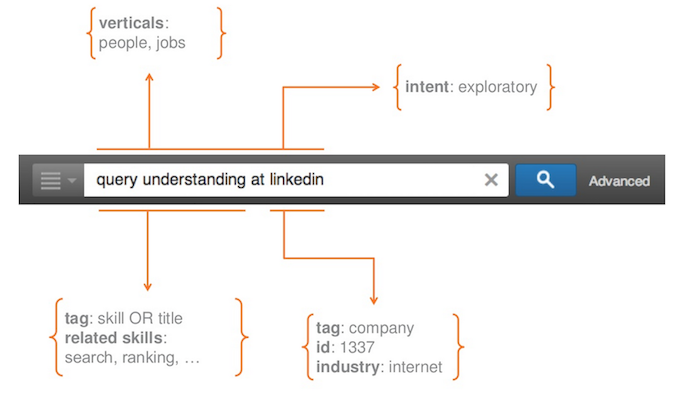 verticals:
people, jobs
intent: exploratory
query understanding at linkedin
Advanced
tag: skill OR title
related skills:
search, ranking, …
tag: company
id: 1337
industry: internet